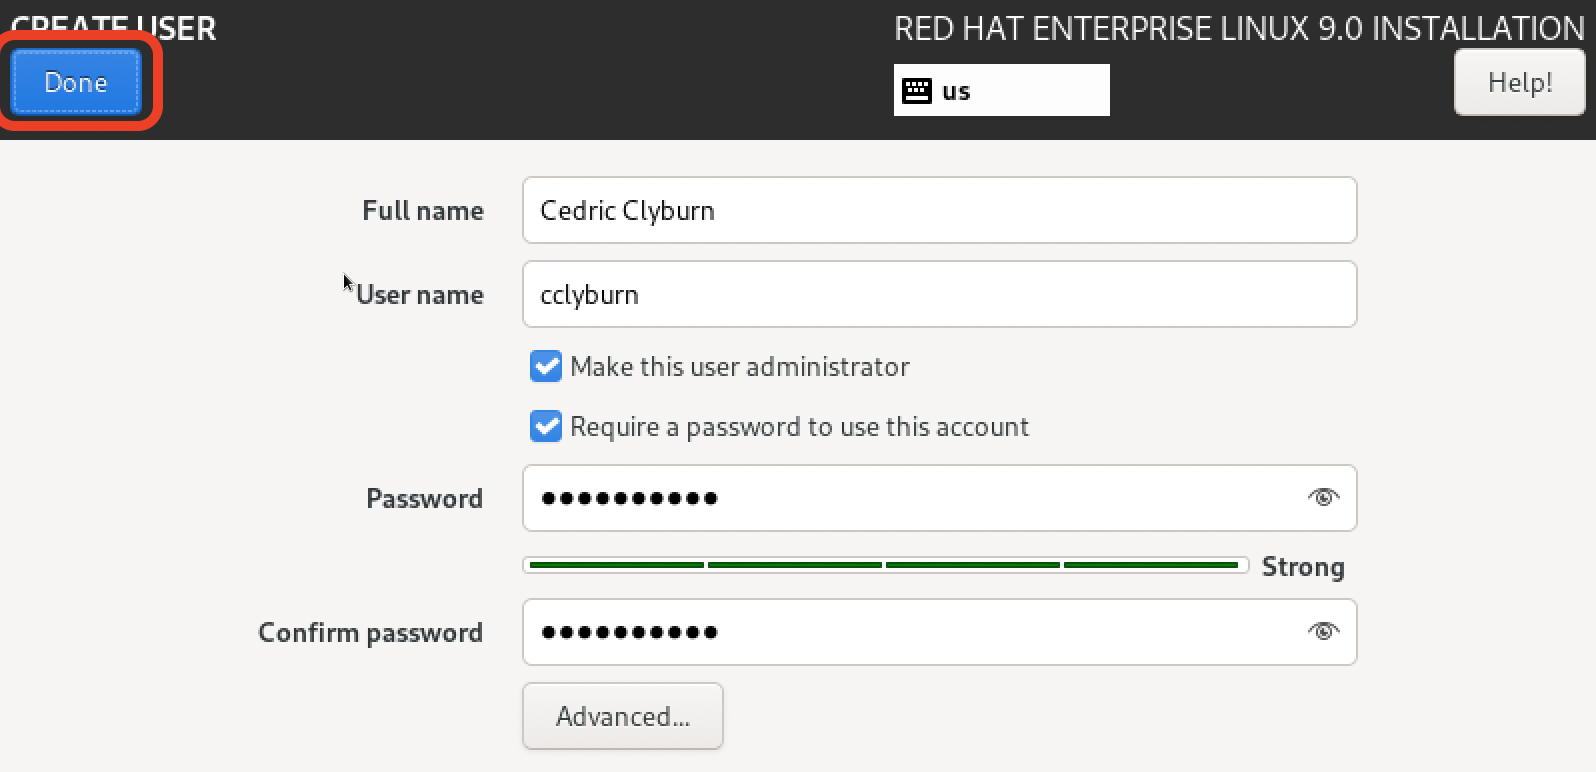 CREATE USER
RED HAT ENTERPRISE LINUX 9.0 INSTALLATION
Done
us
Help!
Full name
Cedric Clyburn
User name
cclyburn
Make this user administrator
Require a password to use this account
Password
●●●●●●●●●●
Strong
Confirm password
●●●●●●●●●●
Advanced...